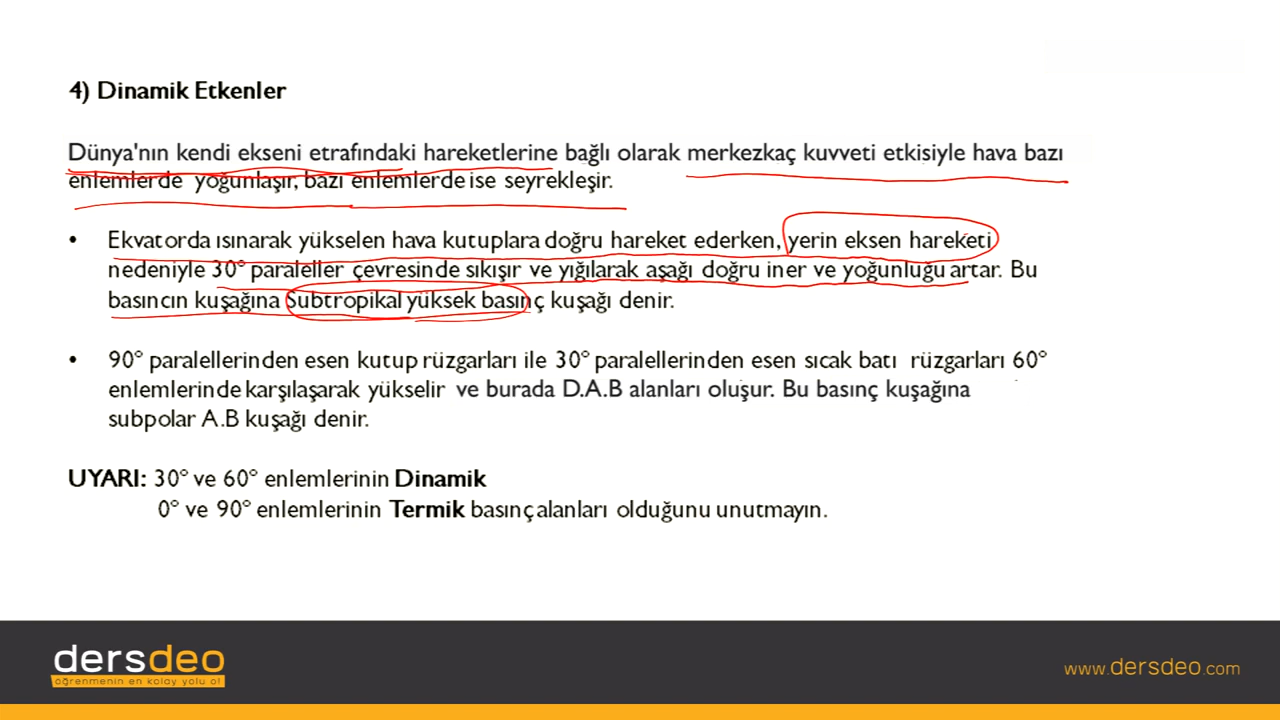 4) Dinamik Etkenler
Dünya'nın kendi ekseni etrafındaki hareketlerine bağlı olarak merkezkaç kuvveti etkisiyle hava bazı
enlemlerde yoğunlaşır, bazı enlemlerde ise seyrekleşir.
• Ekvatorda ısınarak yükselen hava kutuplara doğru hareket ederken, yerin eksen hareketi
nedeniyle 30° paraleller çevresinde sıkışır ve yığılarak aşağı doğru iner ve yoğunluğu artar. Bu
basıncın kuşağına Subtropikal yüksek basınç kuşağı denir.
• 90° paralellerinden esen kutup rüzgarları ile 30° paralellerinden esen sıcak batı rüzgarları 60°
enlemlerinde karşılaşarak yükselir ve burada D.A.B alanları oluşur. Bu basınç kuşağına
subpolar A.B kuşağı denir.
UYARI: 30° ve 60° enlemlerinin Dinamik
0° ve 90° enlemlerinin Termik basınç alanları olduğunu unutmayın.
dersdeo
öğrenmenin en kolay yolu o!
www.dersdeo.com